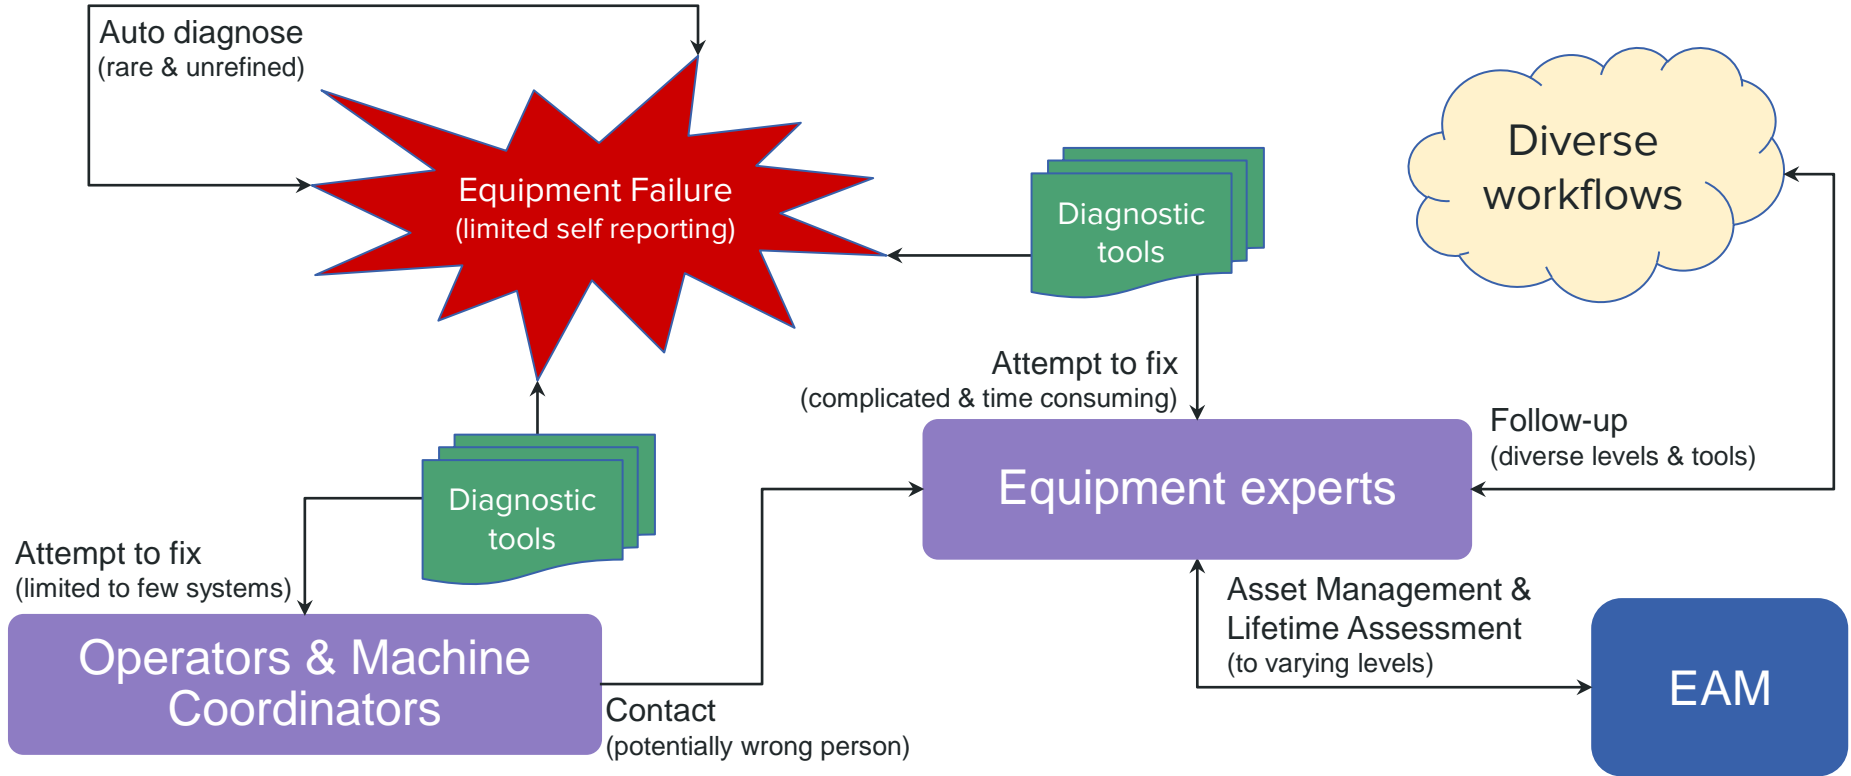 Auto diagnose
(rare & unrefined)
Equipment Failure
(limited self reporting)
Diagnostic
tools
Diverse
workflows
Attempt to fix
(complicated & time consuming)
Follow-up
(diverse levels & tools)
Equipment experts
Diagnostic
tools
Attempt to fix
(limited to few systems)
Operators & Machine
Coordinators
Contact
(potentially wrong person)
Asset Management &
Lifetime Assessment
(to varying levels)
EAM